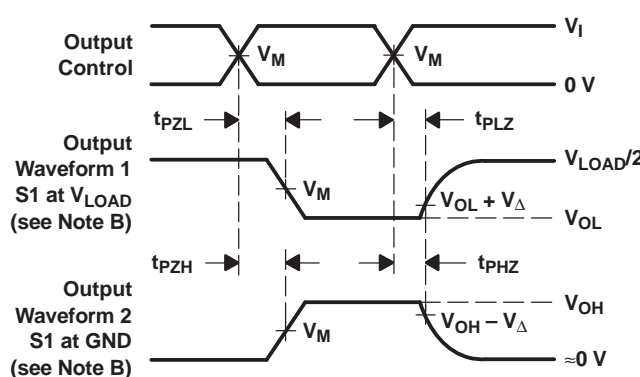 Output
Control
V_M
V_M
V_I
0 V
t_PZL
t_PLZ
Output
Waveform 1
S1 at V_LOAD
(see Note B)
V_M
V_OL + V_Δ
V_LOAD/2
V_OL
t_PZH
t_PHZ
Output
Waveform 2
S1 at GND
(see Note B)
V_M
V_OH – V_Δ
V_OH
≈0 V